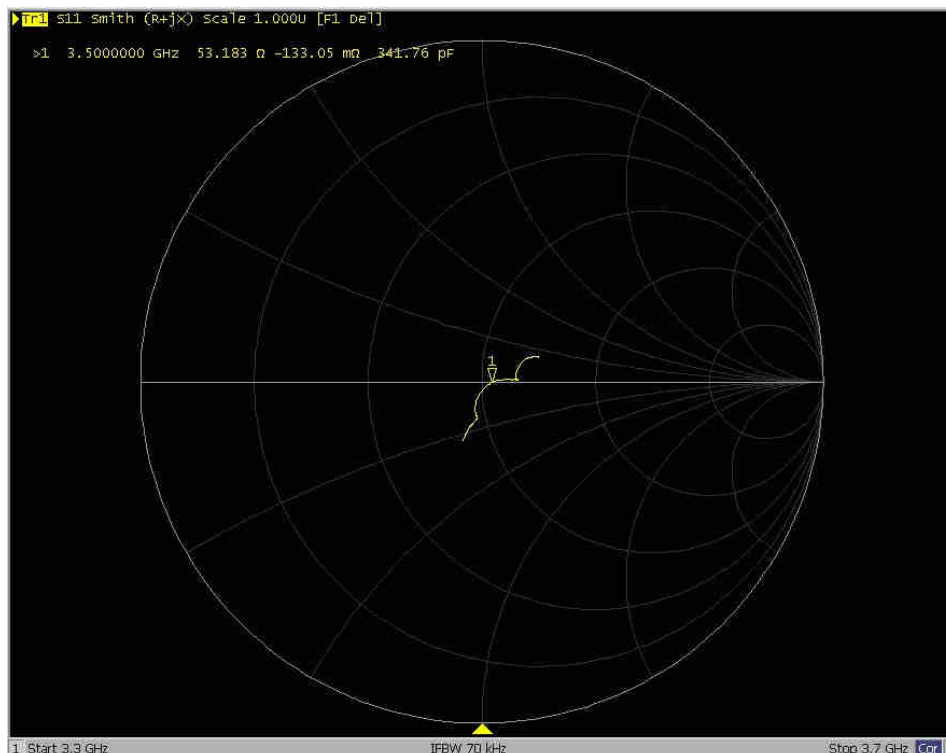 Tr1 S11 Smith (R+jX) Scale 1.000U [F1 Del]
>1 3.5000000 GHz 53.183 Ω -133.05 mΩ 341.76 pF
1
1 Start 3.3 GHz IFBW 70 kHz Stop 3.7 GHz Cor